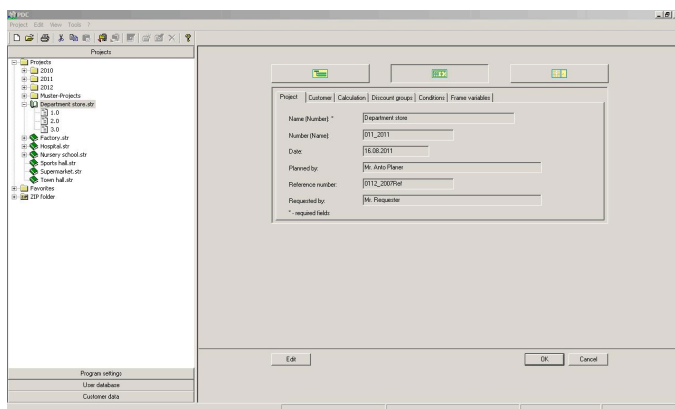 PDC
Project Edit View Tools ?
Projects
Projects
2010
2011
2012
Muster-Projects
Department store.str
1.0
2.0
3.0
Factory.str
Hospital.str
Nursery school.str
Sports hall.str
Supermarket.str
Town hall.str
Favorites
ZIP folder
Program settings
User database
Customer data
Project Customer Calculation Discount groups Conditions Frame variables
Name (Number): * Department store
Number (Name): 011_2011
Date: 16.08.2011
Planned by: Mr. Anto Planer
Reference number: 0112_2007Ref
Requested by: Mr. Requester
* - required fields
Edit OK Cancel